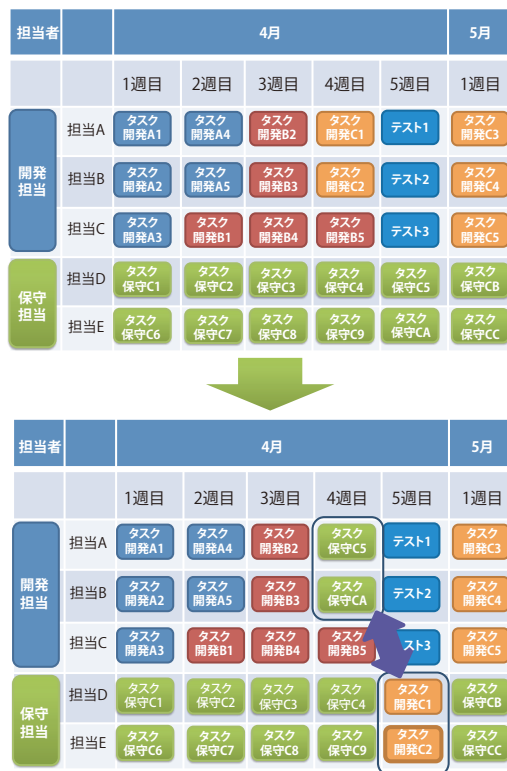 担当者 4月 5月
1週目 2週目 3週目 4週目 5週目 1週目
開発
担当
担当A
タスク
開発A1
タスク
開発A4
タスク
開発B2
タスク
開発C1
テスト1
タスク
開発C3
担当B
タスク
開発A2
タスク
開発A5
タスク
開発B3
タスク
開発C2
テスト2
タスク
開発C4
担当C
タスク
開発A3
タスク
開発B1
タスク
開発B4
タスク
開発B5
テスト3
タスク
開発C5
保守
担当
担当D
タスク
保守C1
タスク
保守C2
タスク
保守C3
タスク
保守C4
タスク
保守C5
タスク
保守CB
担当E
タスク
保守C6
タスク
保守C7
タスク
保守C8
タスク
保守C9
タスク
保守CA
タスク
保守CC
担当者 4月 5月
1週目 2週目 3週目 4週目 5週目 1週目
開発
担当
担当A
タスク
開発A1
タスク
開発A4
タスク
開発B2
タスク
保守C5
テスト1
タスク
開発C3
担当B
タスク
開発A2
タスク
開発A5
タスク
開発B3
タスク
保守CA
テスト2
タスク
開発C4
担当C
タスク
開発A3
タスク
開発B1
タスク
開発B4
タスク
開発B5
テスト3
タスク
開発C5
保守
担当
担当D
タスク
保守C1
タスク
保守C2
タスク
保守C3
タスク
保守C4
タスク
開発C1
タスク
保守CB
担当E
タスク
保守C6
タスク
保守C7
タスク
保守C8
タスク
保守C9
タスク
開発C2
タスク
保守CC